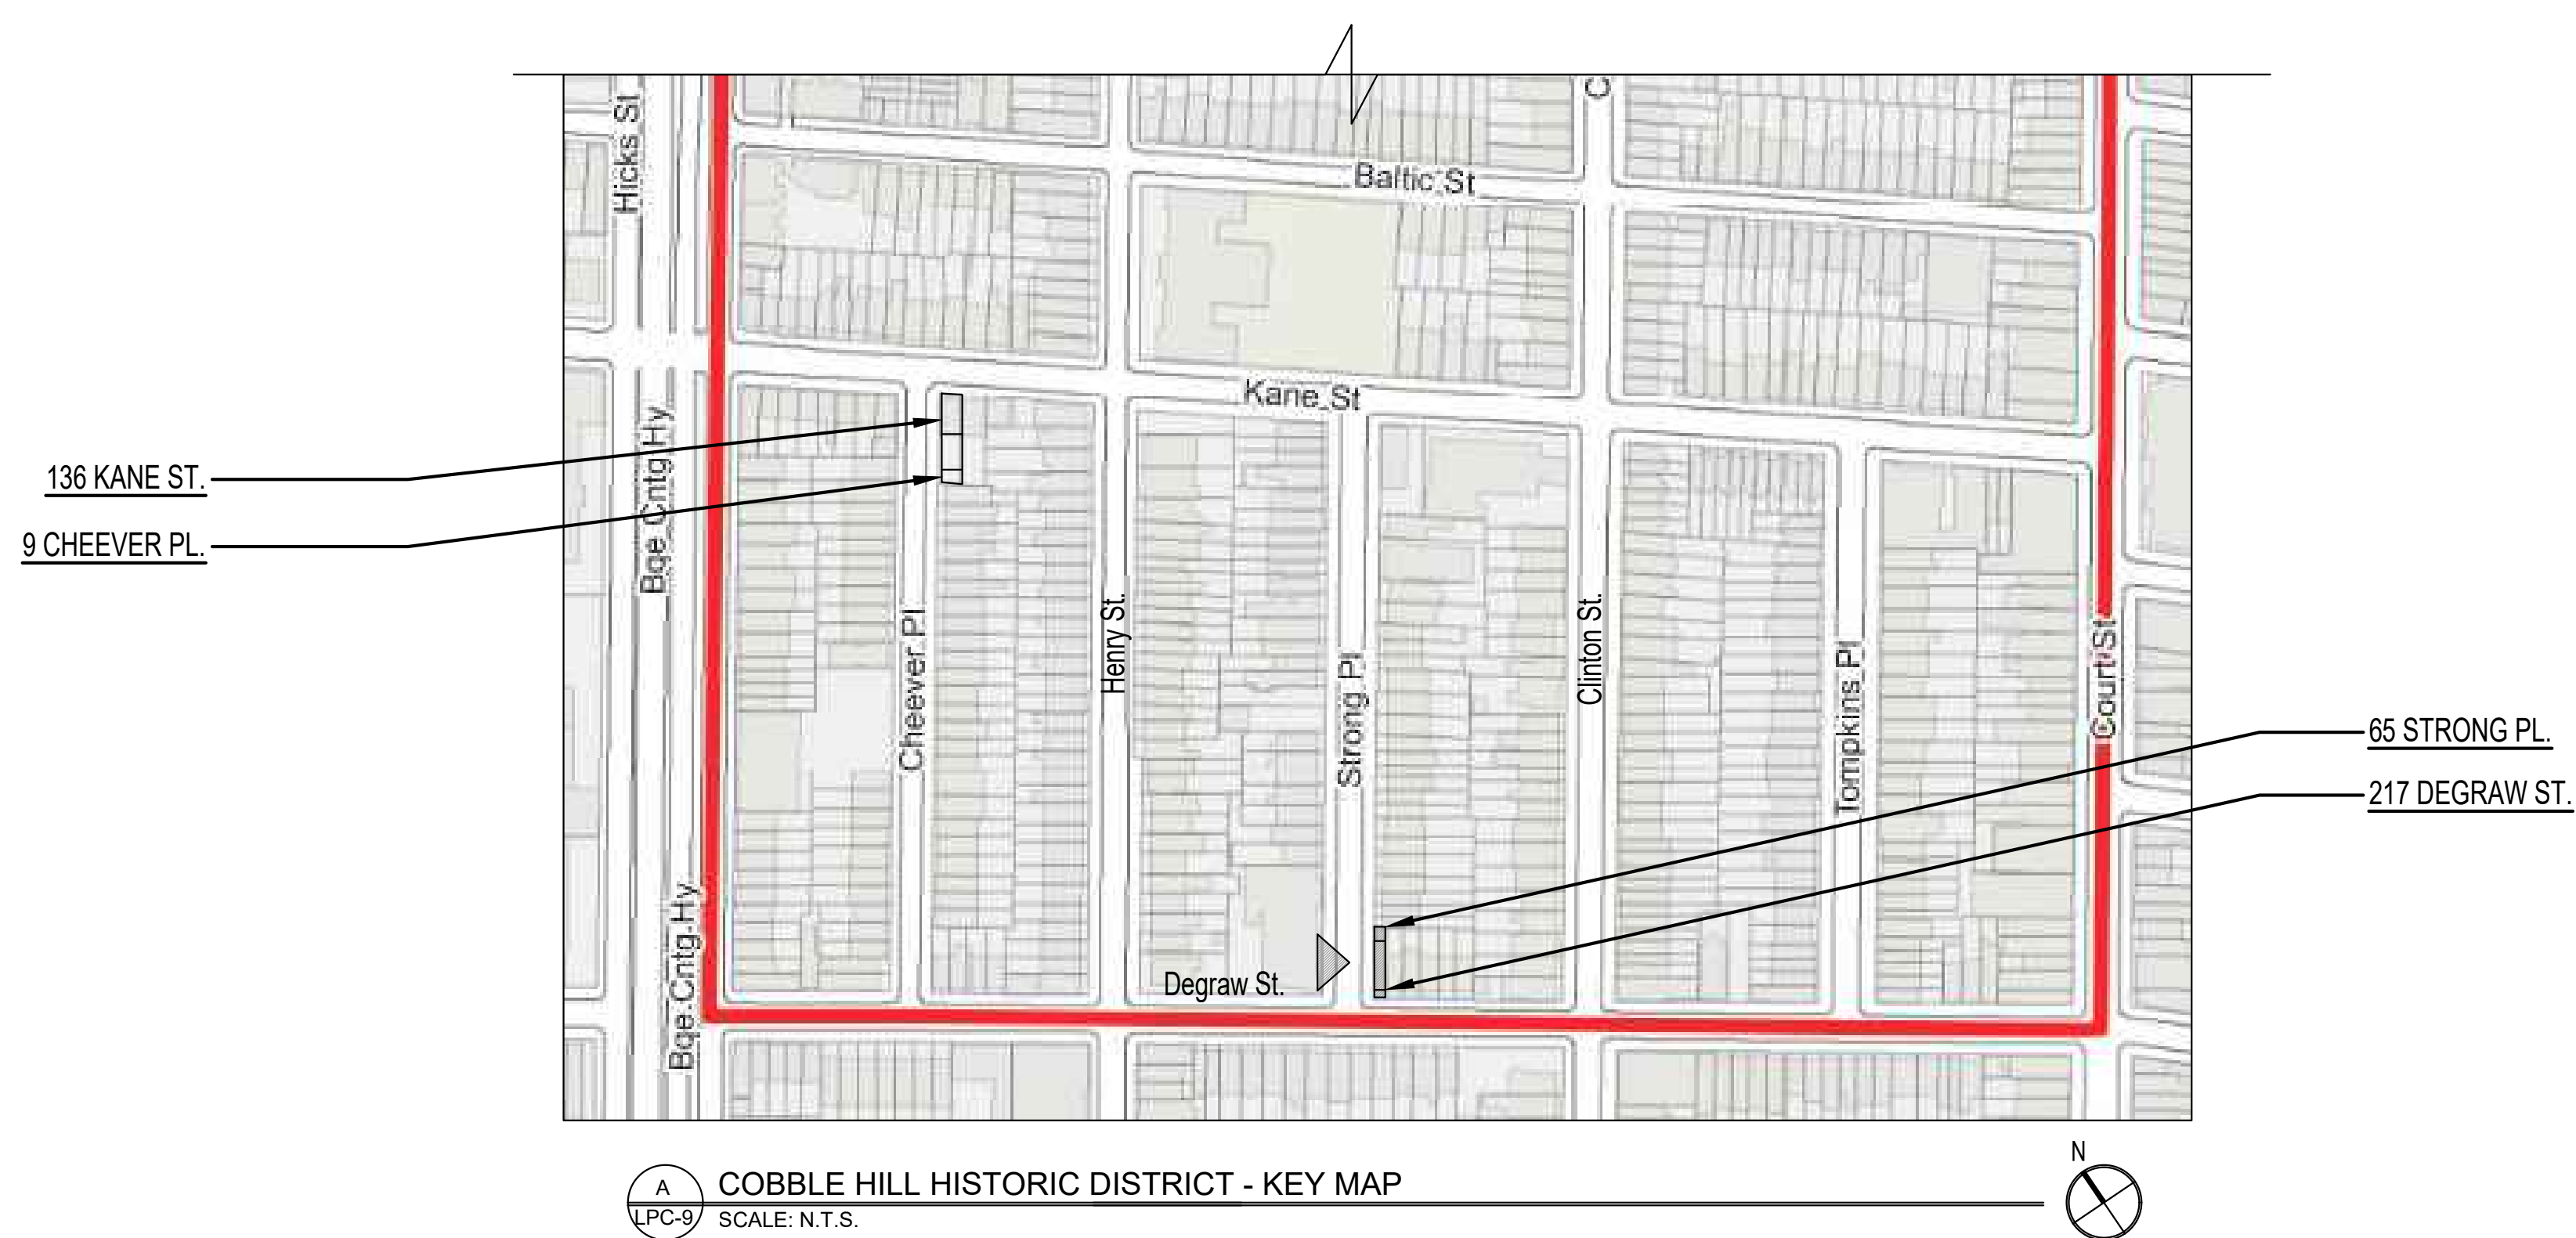 Hicks St
C
Baltic St
Kane St
136 KANE ST.
9 CHEEVER PL.
Bqe Cntg Hy
Cheever Pl
Henry St.
Strong Pl
Clinton St.
Tompkins Pl
Court St
65 STRONG PL.
217 DEGRAW ST.
Degraw St.
Bqe Cntg Hy
N
A
LPC-9
COBBLE HILL HISTORIC DISTRICT - KEY MAP
SCALE: N.T.S.